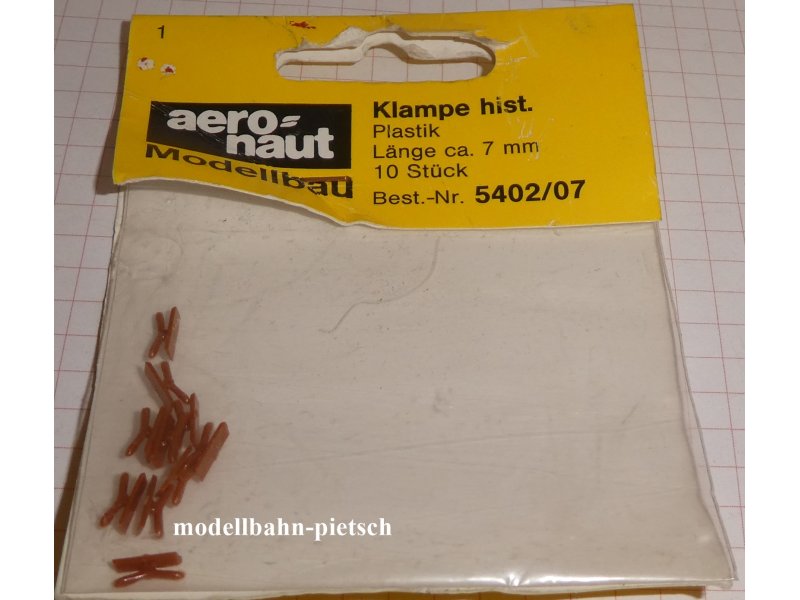 1
aero=
naut
Modellbau
Klampe hist.
Plastik
Länge ca. 7 mm
10 Stück
Best.-Nr. 5402/07
modellbahn-pietsch